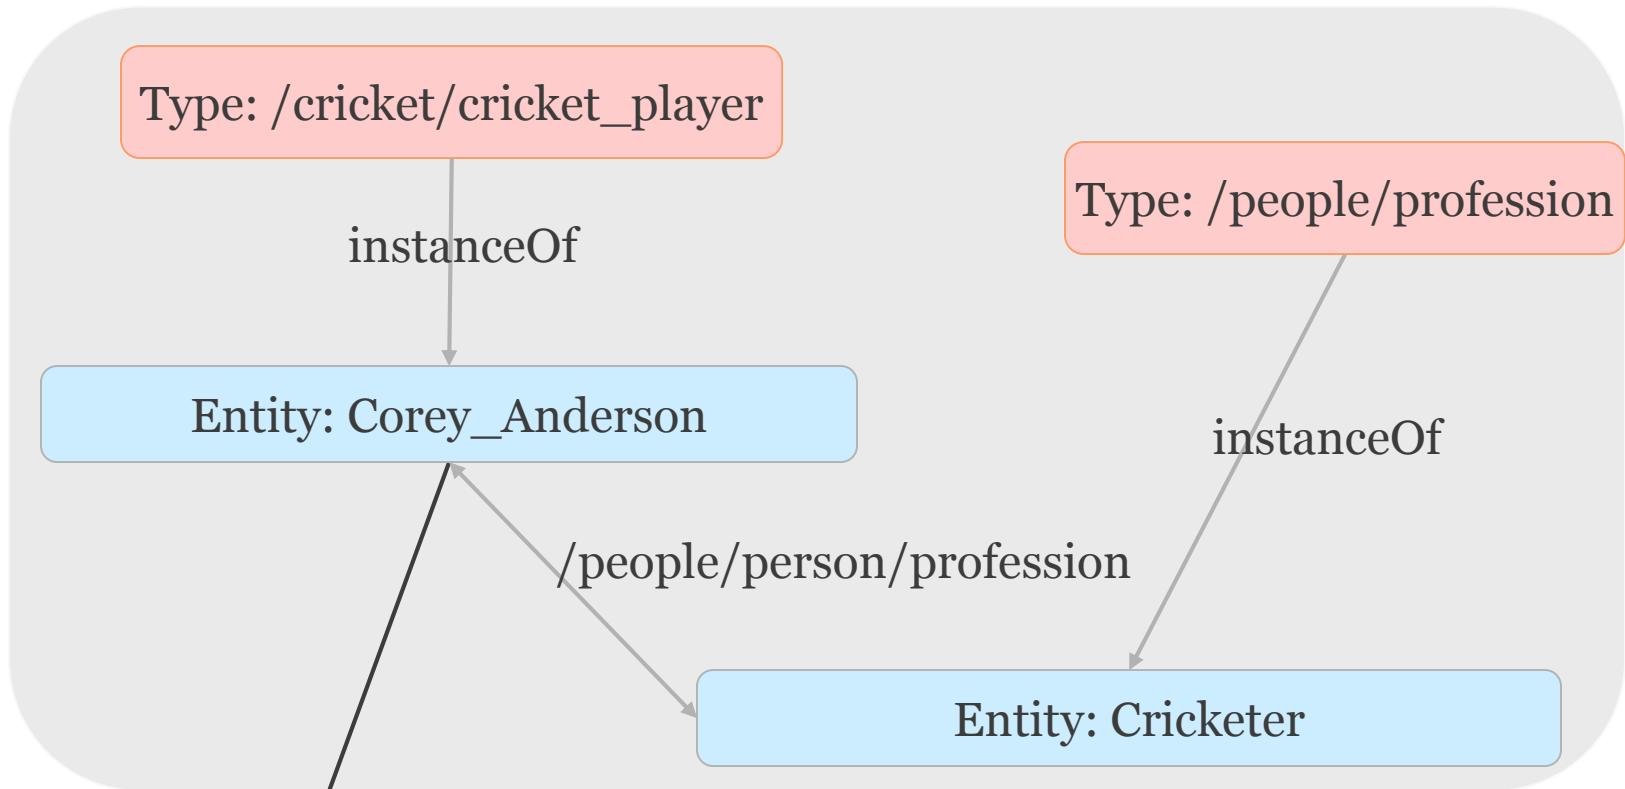 Type: /cricket/cricket_player
Type: /people/profession
instanceOf
Entity: Corey_Anderson
instanceOf
/people/person/profession
Entity: Cricketer